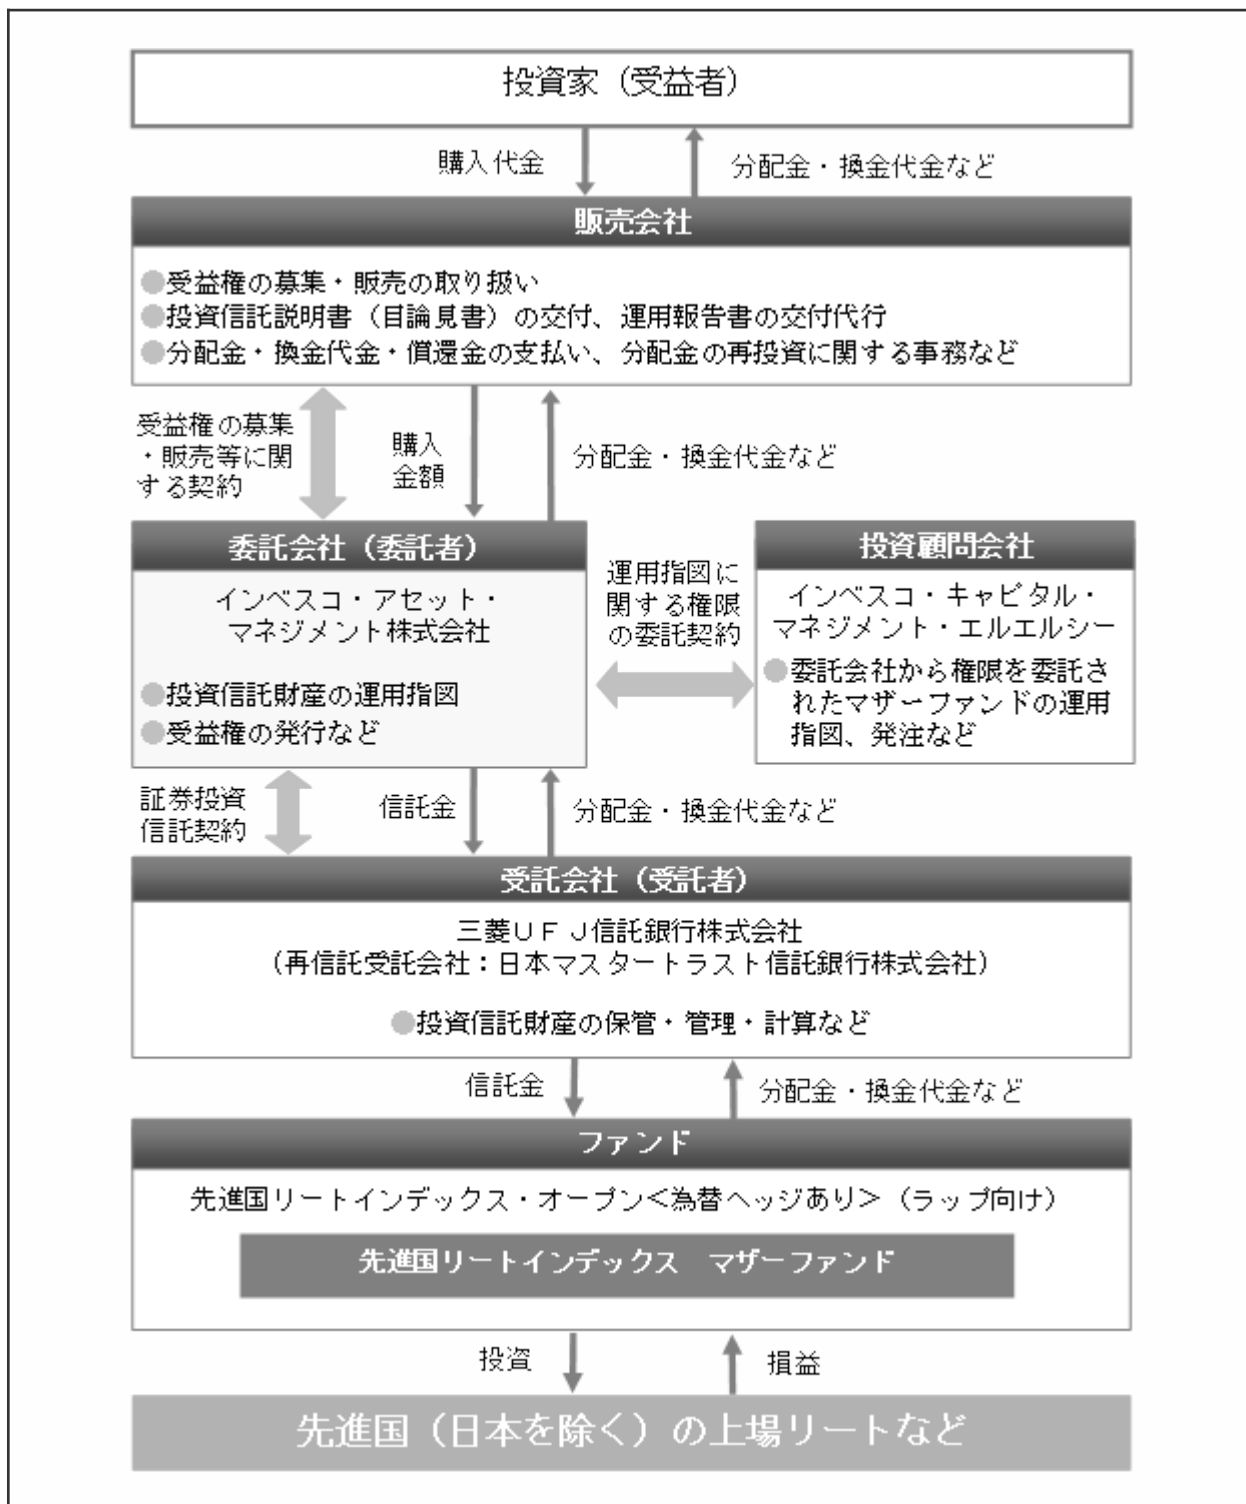 投資家（受益者）
購入代金
分配金・換金代金など
販売会社
●受益権の募集・販売の取り扱い
●投資信託説明書（目論見書）の交付、運用報告書の交付代行
●分配金・換金代金・償還金の支払い、分配金の再投資に関する事務など
受益権の募集
・販売等に関
する契約
購入
金額
分配金・換金代金など
委託会社（委託者）
インベスコ・アセット・
マネジメント株式会社
●投資信託財産の運用指図
●受益権の発行など
運用指図に
関する権限
の委託契約
投資顧問会社
インベスコ・キャピタル・
マネジメント・エルエルシー
●委託会社から権限を委託さ
れたマザーファンドの運用
指図、発注など
証券投資
信託契約
信託金
分配金・換金代金など
受託会社（受託者）
三菱ＵＦＪ信託銀行株式会社
（再信託受託会社：日本マスタートラスト信託銀行株式会社）
●投資信託財産の保管・管理・計算など
信託金
分配金・換金代金など
ファンド
先進国リートインデックス・オープン＜為替ヘッジあり＞（ラップ向け）
先進国リートインデックス　マザーファンド
投資
損益
先進国（日本を除く）の上場リートなど